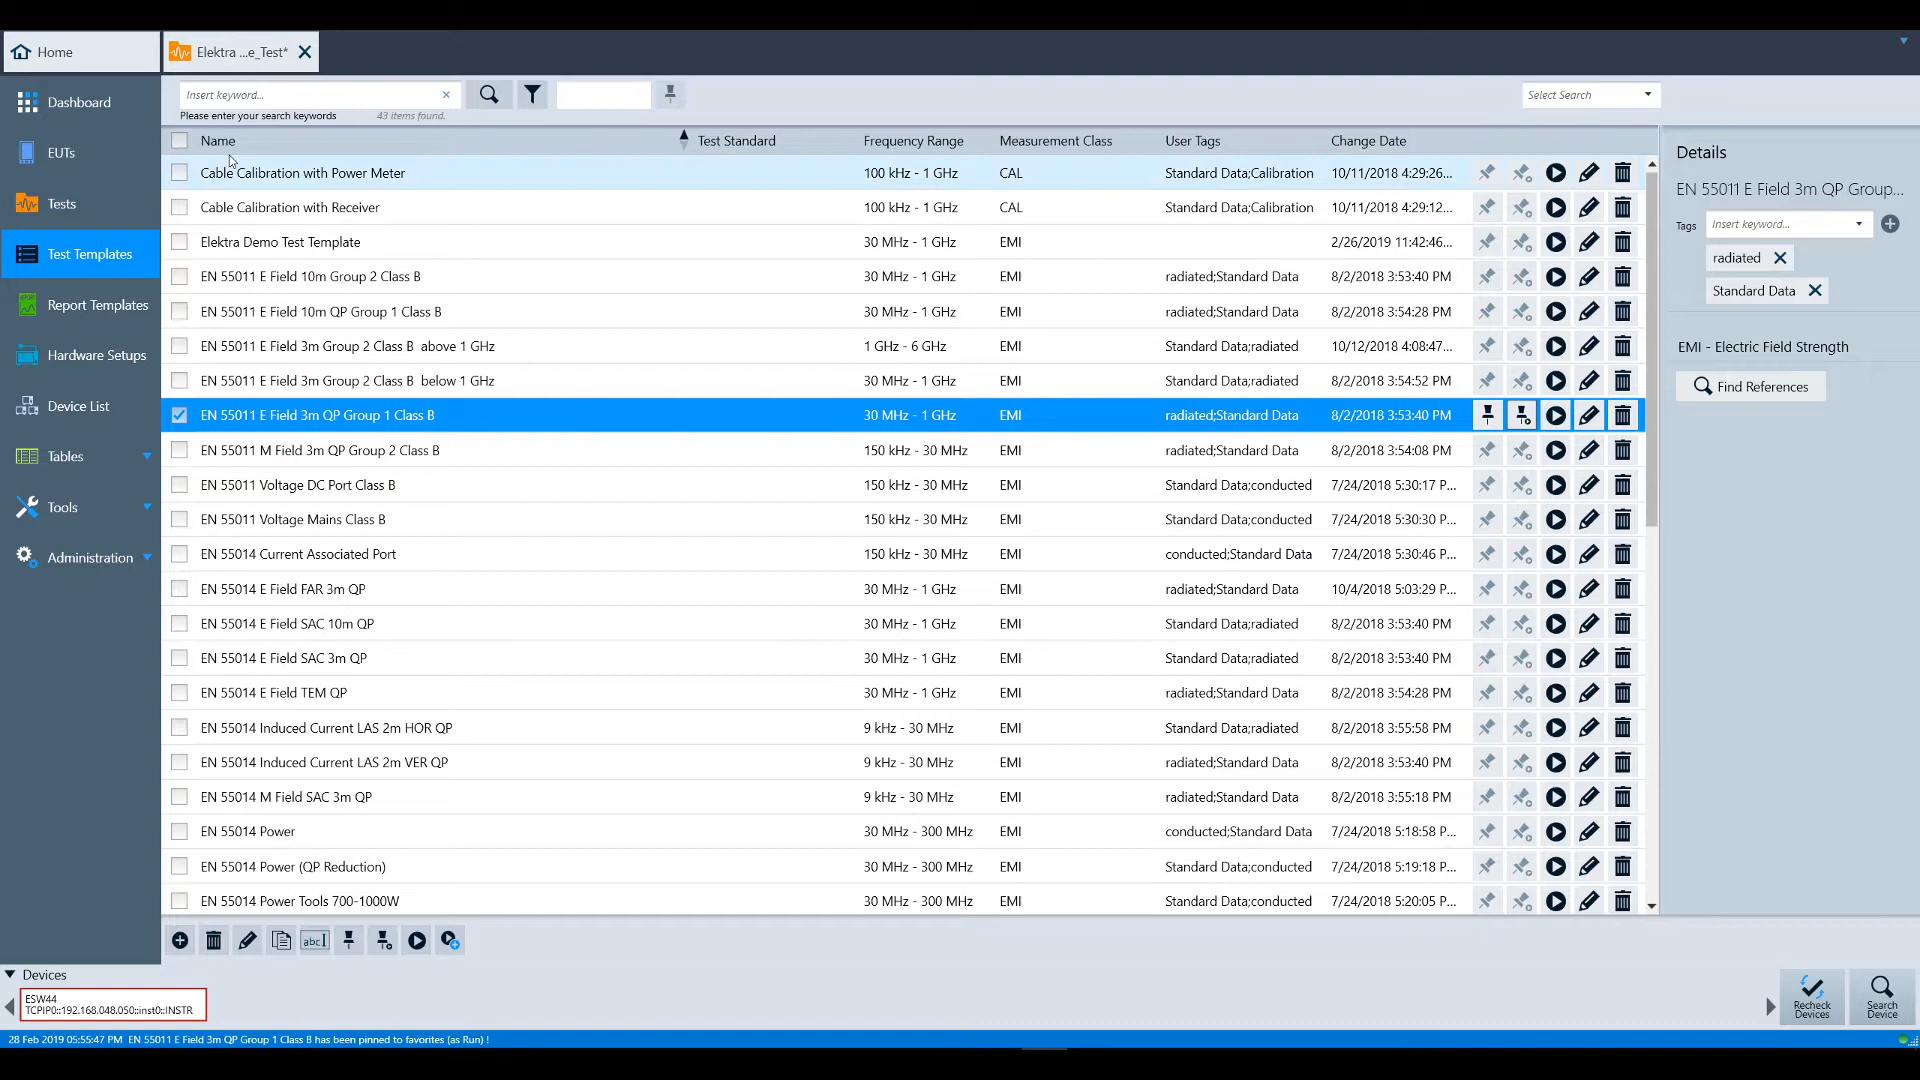 Home
Elektra ...e_Test*
Dashboard
EUTs
Tests
Test Templates
Report Templates
Hardware Setups
Device List
Tables
Tools
Administration
Insert keyword...
Please enter your search keywords 43 items found.
Select Search
Name Test Standard Frequency Range Measurement Class User Tags Change Date
Cable Calibration with Power Meter 100 kHz - 1 GHz CAL Standard Data;Calibration 10/11/2018 4:29:26...
Cable Calibration with Receiver 100 kHz - 1 GHz CAL Standard Data;Calibration 10/11/2018 4:29:12...
Elektra Demo Test Template 30 MHz - 1 GHz EMI 2/26/2019 11:42:46...
EN 55011 E Field 10m Group 2 Class B 30 MHz - 1 GHz EMI radiated;Standard Data 8/2/2018 3:53:40 PM
EN 55011 E Field 10m QP Group 1 Class B 30 MHz - 1 GHz EMI radiated;Standard Data 8/2/2018 3:54:28 PM
EN 55011 E Field 3m Group 2 Class B above 1 GHz 1 GHz - 6 GHz EMI Standard Data;radiated 10/12/2018 4:08:47...
EN 55011 E Field 3m Group 2 Class B below 1 GHz 30 MHz - 1 GHz EMI Standard Data;radiated 8/2/2018 3:54:52 PM
EN 55011 E Field 3m QP Group 1 Class B 30 MHz - 1 GHz EMI radiated;Standard Data 8/2/2018 3:53:40 PM
EN 55011 M Field 3m QP Group 2 Class B 150 kHz - 30 MHz EMI radiated;Standard Data 8/2/2018 3:54:08 PM
EN 55011 Voltage DC Port Class B 150 kHz - 30 MHz EMI Standard Data;conducted 7/24/2018 5:30:17 P...
EN 55011 Voltage Mains Class B 150 kHz - 30 MHz EMI Standard Data;conducted 7/24/2018 5:30:30 P...
EN 55014 Current Associated Port 150 kHz - 30 MHz EMI conducted;Standard Data 7/24/2018 5:30:46 P...
EN 55014 E Field FAR 3m QP 30 MHz - 1 GHz EMI radiated;Standard Data 10/4/2018 5:03:29 P...
EN 55014 E Field SAC 10m QP 30 MHz - 1 GHz EMI Standard Data;radiated 8/2/2018 3:53:40 PM
EN 55014 E Field SAC 3m QP 30 MHz - 1 GHz EMI Standard Data;radiated 8/2/2018 3:53:40 PM
EN 55014 E Field TEM QP 30 MHz - 1 GHz EMI radiated;Standard Data 8/2/2018 3:54:28 PM
EN 55014 Induced Current LAS 2m HOR QP 9 kHz - 30 MHz EMI Standard Data;radiated 8/2/2018 3:55:58 PM
EN 55014 Induced Current LAS 2m VER QP 9 kHz - 30 MHz EMI Standard Data;radiated 8/2/2018 3:53:40 PM
EN 55014 M Field SAC 3m QP 9 kHz - 30 MHz EMI radiated;Standard Data 8/2/2018 3:55:18 PM
EN 55014 Power 30 MHz - 300 MHz EMI conducted;Standard Data 7/24/2018 5:18:58 P...
EN 55014 Power (QP Reduction) 30 MHz - 300 MHz EMI Standard Data;conducted 7/24/2018 5:19:18 P...
EN 55014 Power Tools 700-1000W 30 MHz - 300 MHz EMI Standard Data;conducted 7/24/2018 5:20:05 P...
abc
Details
EN 55011 E Field 3m QP Group...
Tags Insert keyword...
radiated
Standard Data
EMI - Electric Field Strength
Find References
Devices
ESW44
TCPIP0::192.168.048.050::inst0::INSTR
Recheck
Devices
Search
Device
28 Feb 2019 05:55:47 PM EN 55011 E Field 3m QP Group 1 Class B has been pinned to favorites (as Run) !